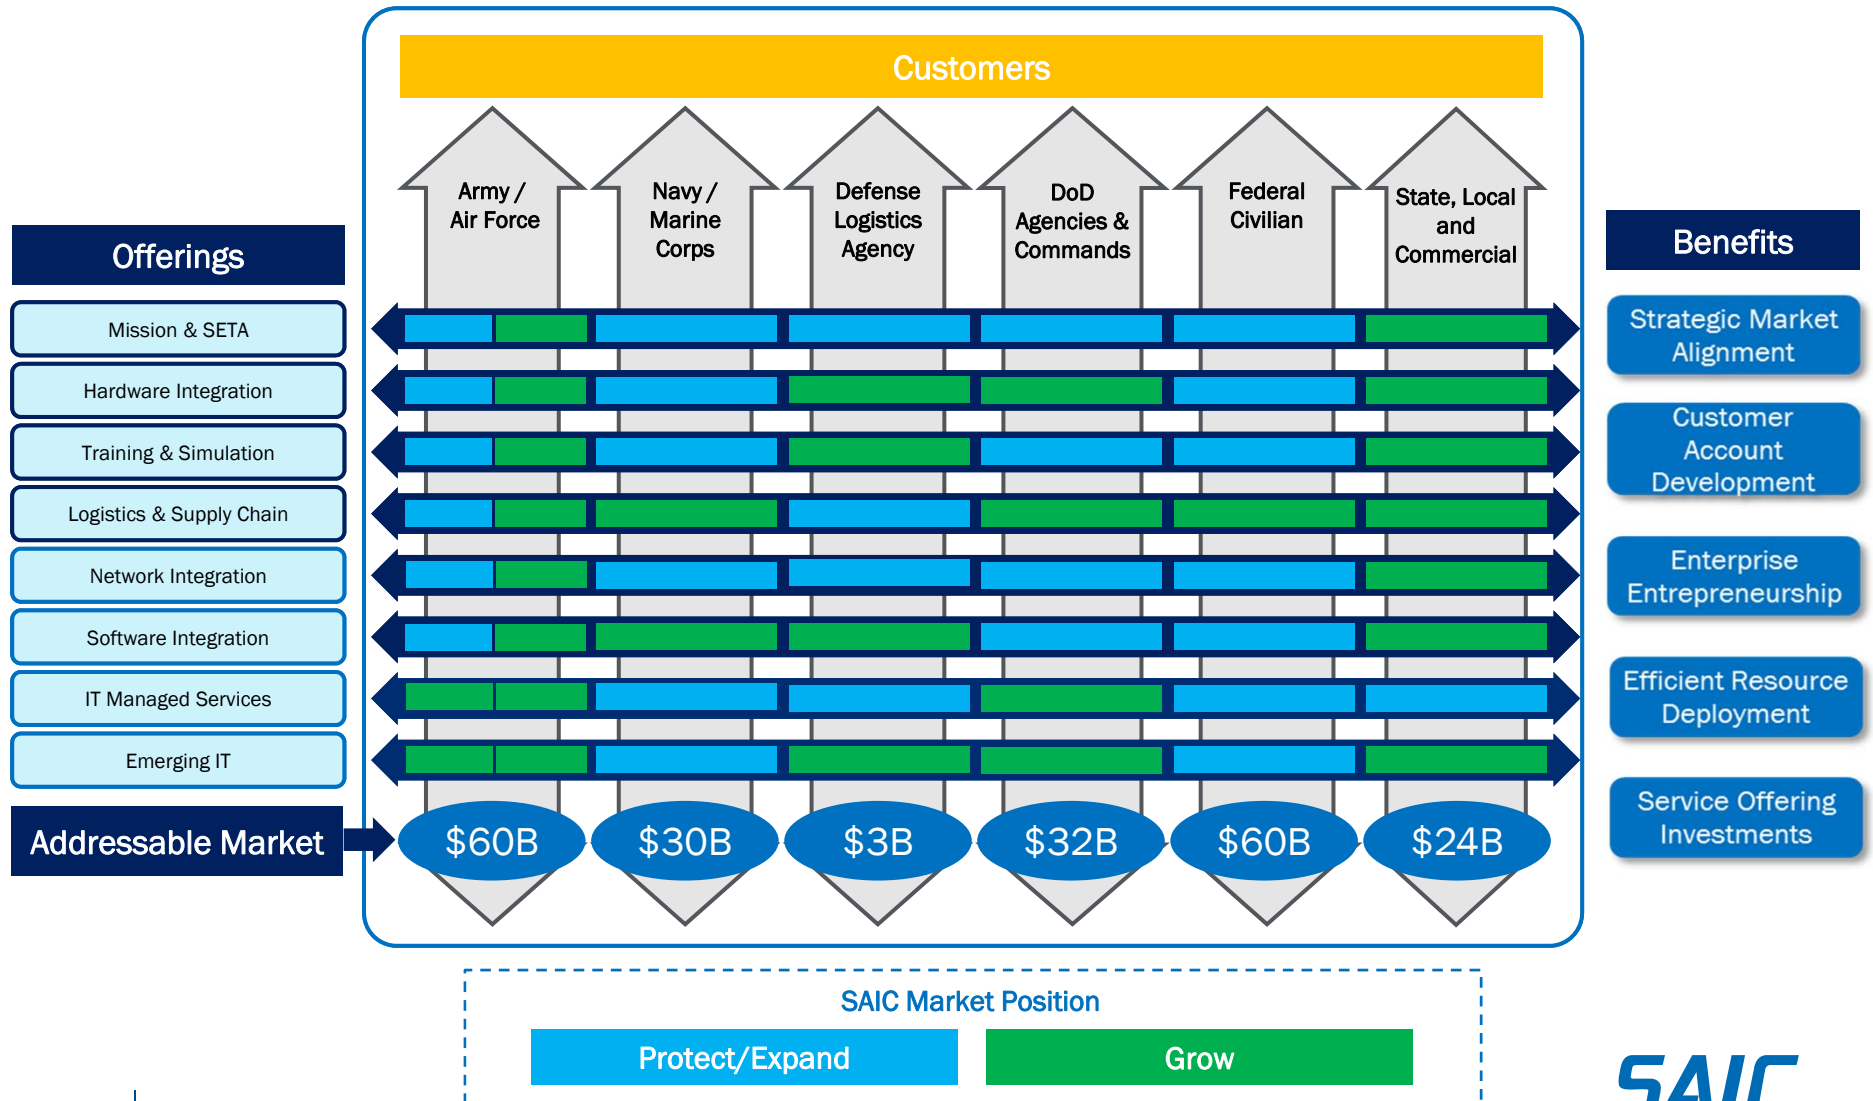 Customers
Army /
Air Force
Navy /
Marine
Corps
Defense
Logistics
Agency
DoD
Agencies &
Commands
Federal
Civilian
State, Local
and
Commercial
Offerings
Mission & SETA
Hardware Integration
Training & Simulation
Logistics & Supply Chain
Network Integration
Software Integration
IT Managed Services
Emerging IT
Addressable Market
$60B
$30B
$3B
$32B
$60B
$24B
Benefits
Strategic Market
Alignment
Customer
Account
Development
Enterprise
Entrepreneurship
Efficient Resource
Deployment
Service Offering
Investments
SAIC Market Position
Protect/Expand
Grow
SAIC